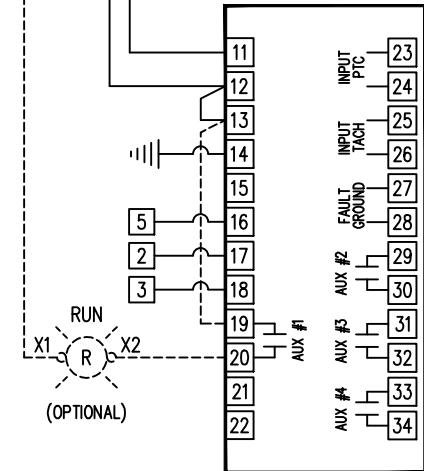 11
12
13
14
15
5 16
2 17
3 18
19
20
21
22
RUN
X1 R X2
(OPTIONAL)
AUX #1
INPUT PTC
23
24
INPUT TACH
25
26
FAULT GROUND
27
28
AUX #2
29
30
AUX #3
31
32
AUX #4
33
34